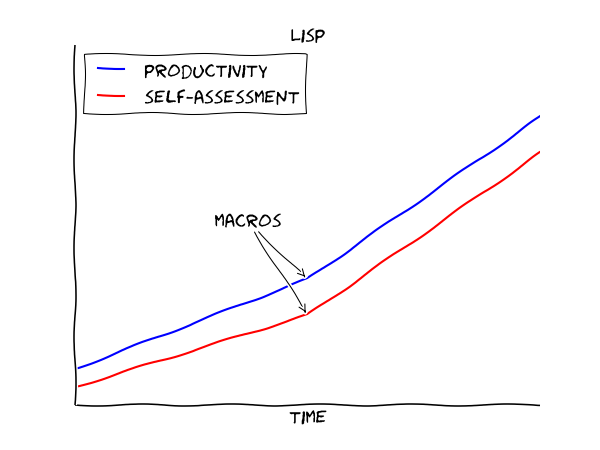 LISP
PRODUCTIVITY
SELF-ASSESSMENT
MACROS
TIME